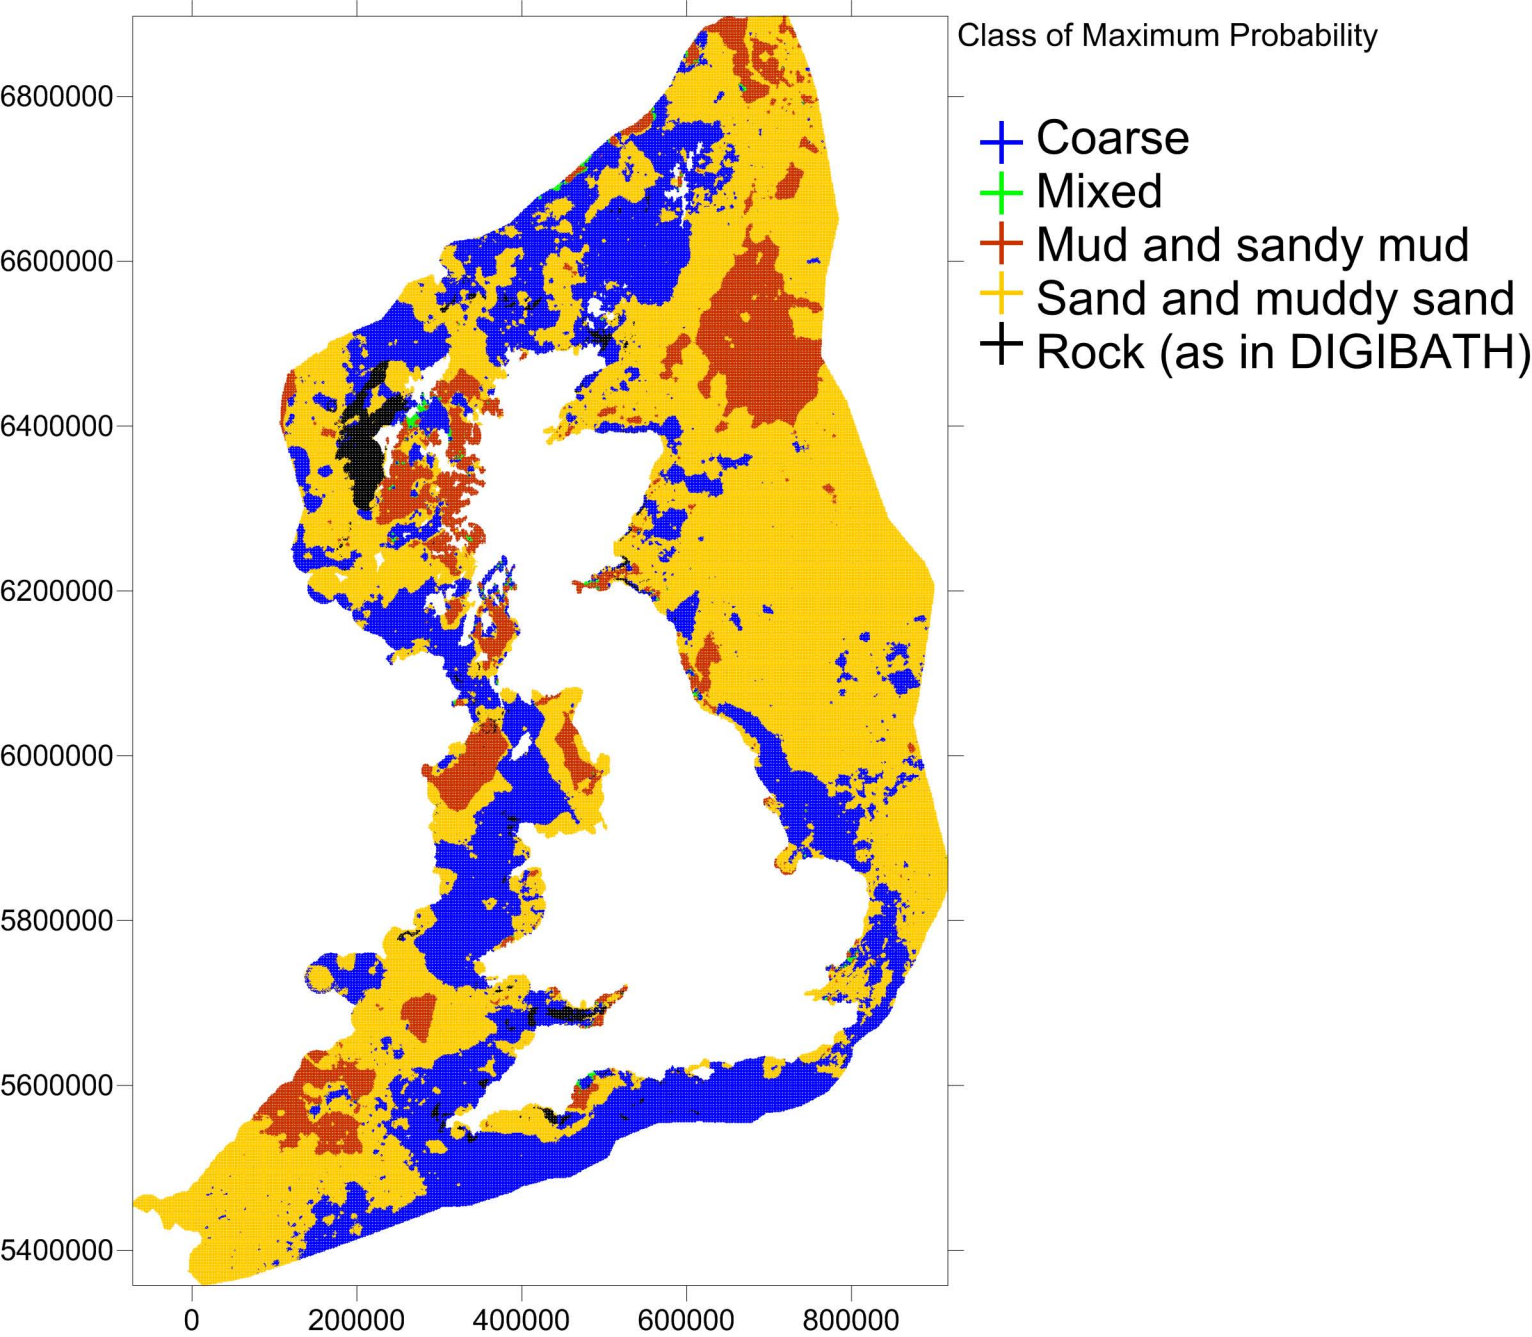 Class of Maximum Probability
Coarse
Mixed
Mud and sandy mud
Sand and muddy sand
Rock (as in DIGIBATH)
6800000
6600000
6400000
6200000
6000000
5800000
5600000
5400000
0 200000 400000 600000 800000